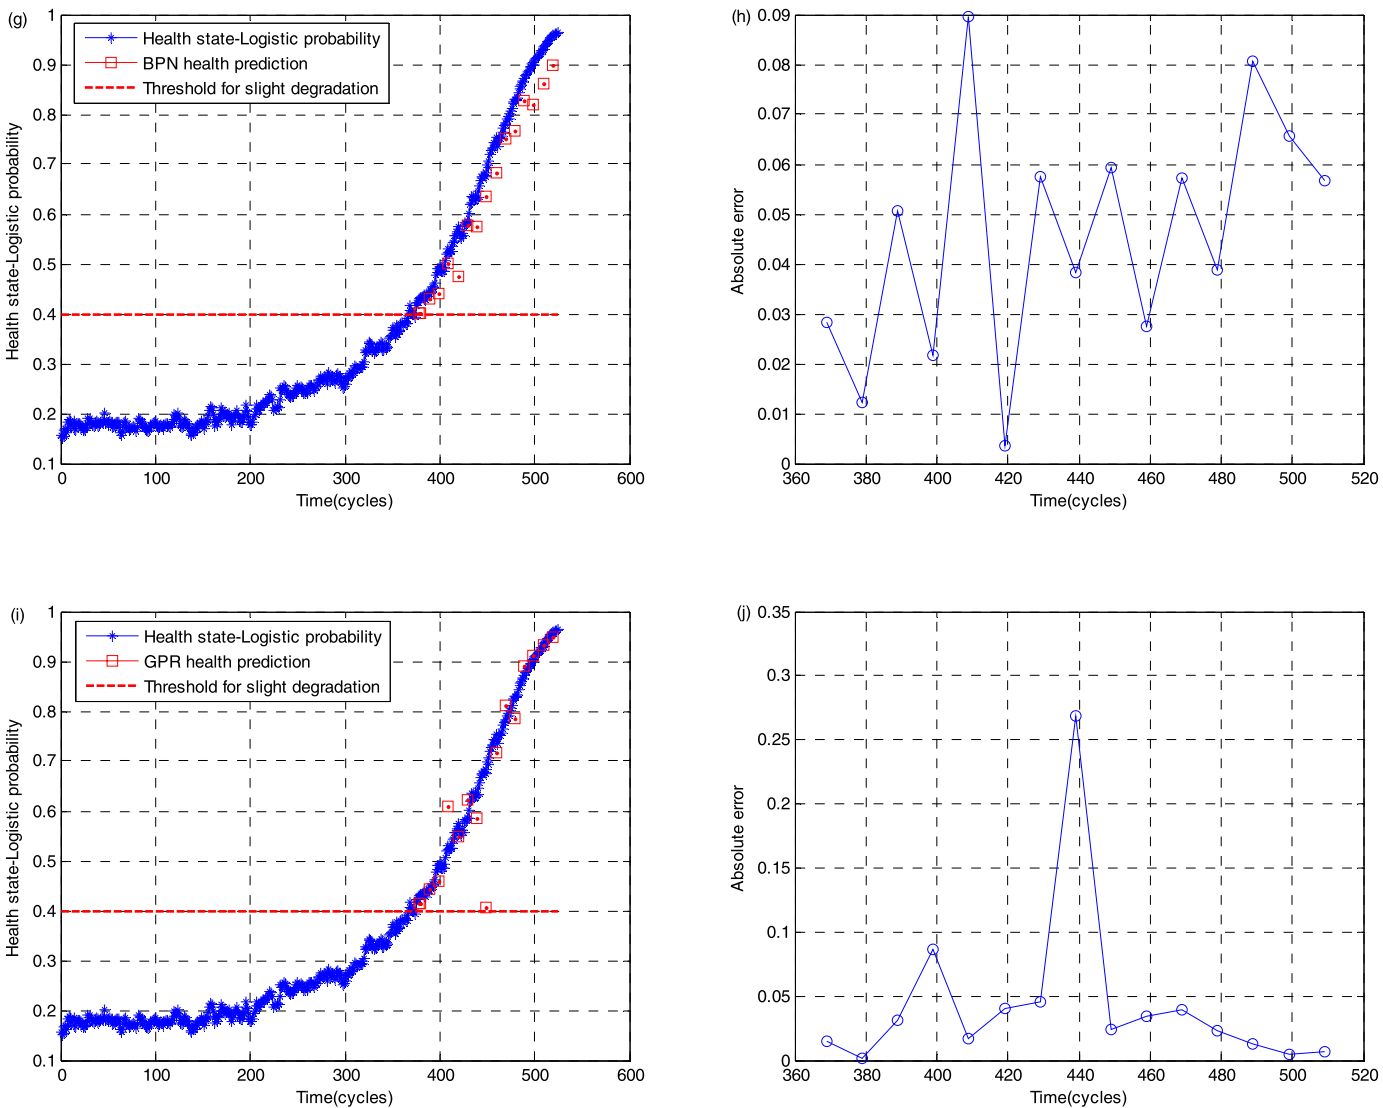 (g)
1
0.9
0.8
0.7
0.6
0.5
0.4
0.3
0.2
0.1
Health state-Logistic probability
Health state-Logistic probability
BPN health prediction
Threshold for slight degradation
0 100 200 300 400 500 600
Time(cycles)
(h)
0.09
0.08
0.07
0.06
0.05
0.04
0.03
0.02
0.01
0
Absolute error
360 380 400 420 440 460 480 500 520
Time(cycles)
(i)
1
0.9
0.8
0.7
0.6
0.5
0.4
0.3
0.2
0.1
Health state-Logistic probability
Health state-Logistic probability
GPR health prediction
Threshold for slight degradation
0 100 200 300 400 500 600
Time(cycles)
(j)
0.35
0.3
0.25
0.2
0.15
0.1
0.05
0
Absolute error
360 380 400 420 440 460 480 500 520
Time(cycles)